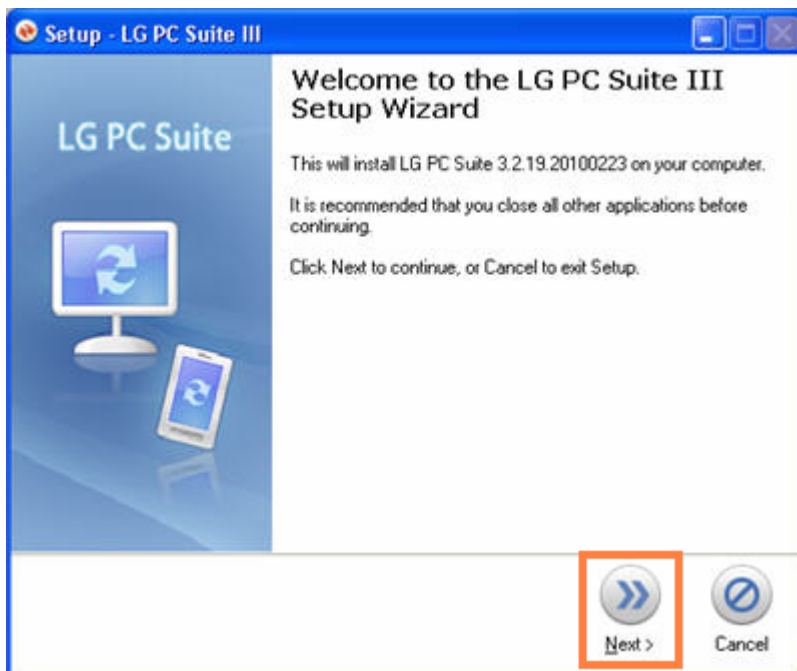 Setup - LG PC Suite III
LG PC Suite
Welcome to the LG PC Suite III
Setup Wizard
This will install LG PC Suite 3.2.19.20100223 on your computer.
It is recommended that you close all other applications before
continuing.
Click Next to continue, or Cancel to exit Setup.
Next >
Cancel